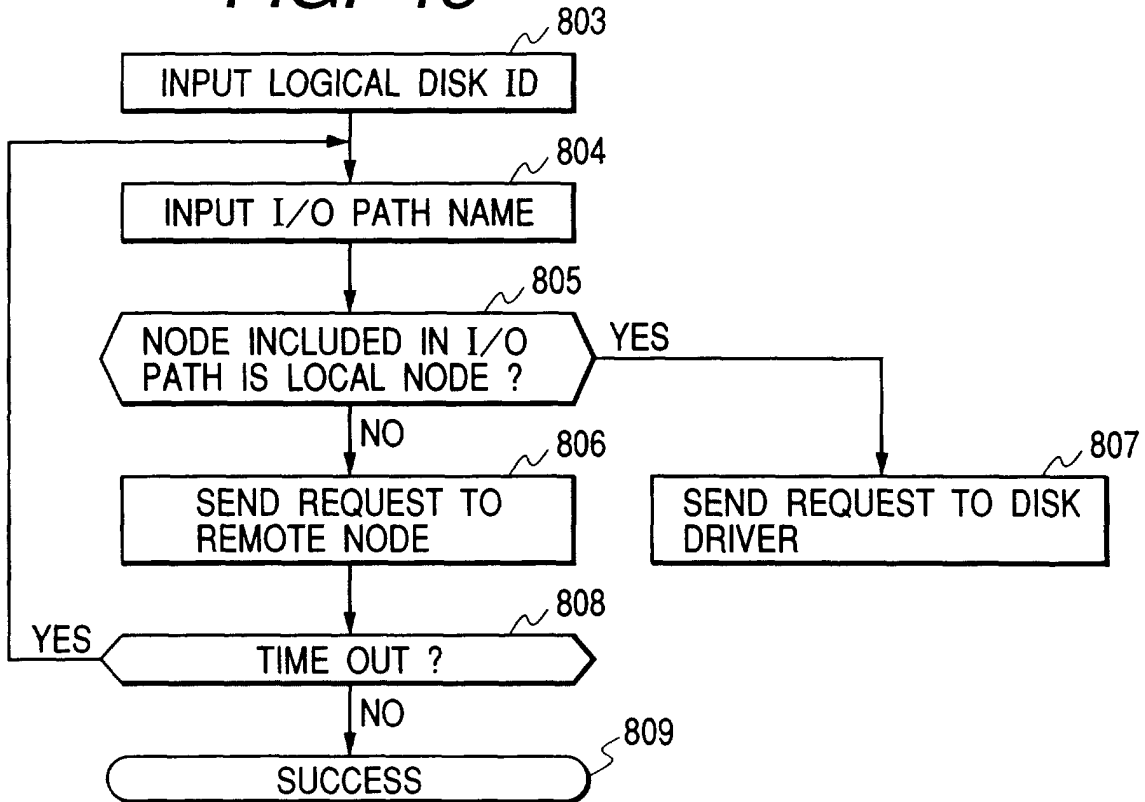 FIG.
803
INPUT LOGICAL DISK ID
804
INPUT I/O PATH NAME
805
NODE INCLUDED IN I/O
PATH IS LOCAL NODE ?
YES
NO
806
SEND REQUEST TO
REMOTE NODE
807
SEND REQUEST TO DISK
DRIVER
808
YES
TIME OUT ?
NO
809
SUCCESS